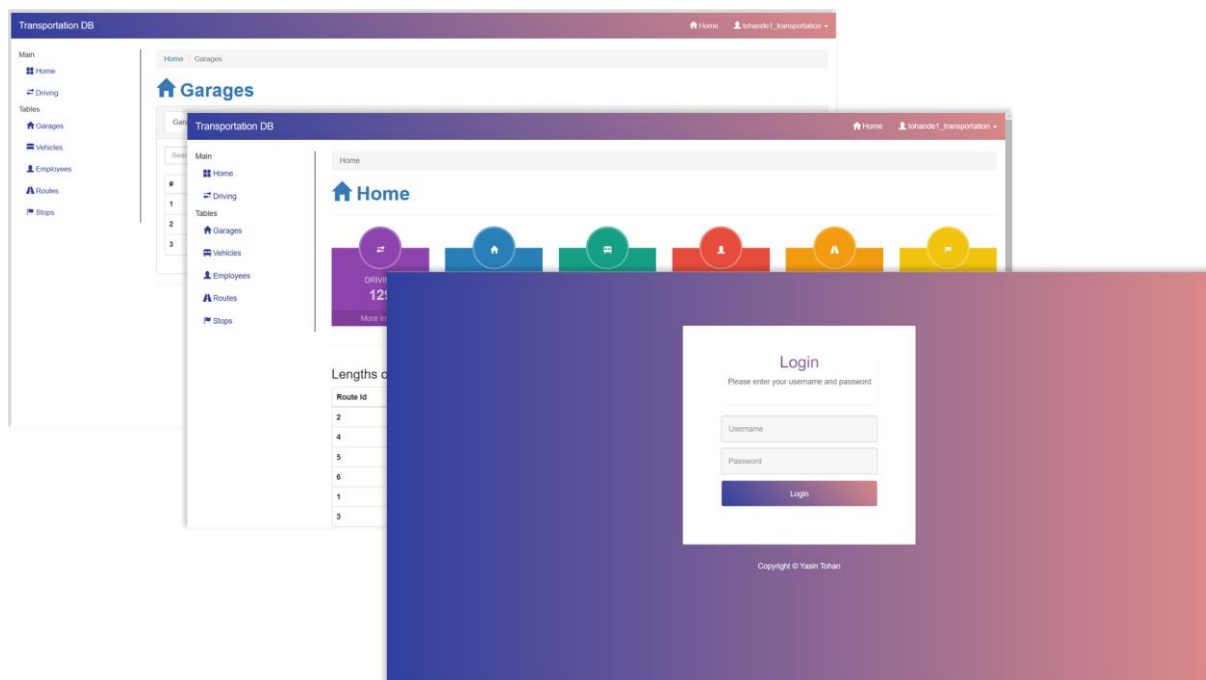 Transportation DB
Home tohande1_transportation
Main
Home
Driving
Tables
Garages
Vehicles
Employees
Routes
Stops
Home / Garages
Garages
#
1
2
3
Transportation DB
Home tohande1_transportation
Main
Home
Driving
Tables
Garages
Vehicles
Employees
Routes
Stops
Home
Home
Lengths
Route Id
2
4
5
6
1
3
Login
Please enter your username and password
Username
Password
Login
Copyright © Yasin Tohan